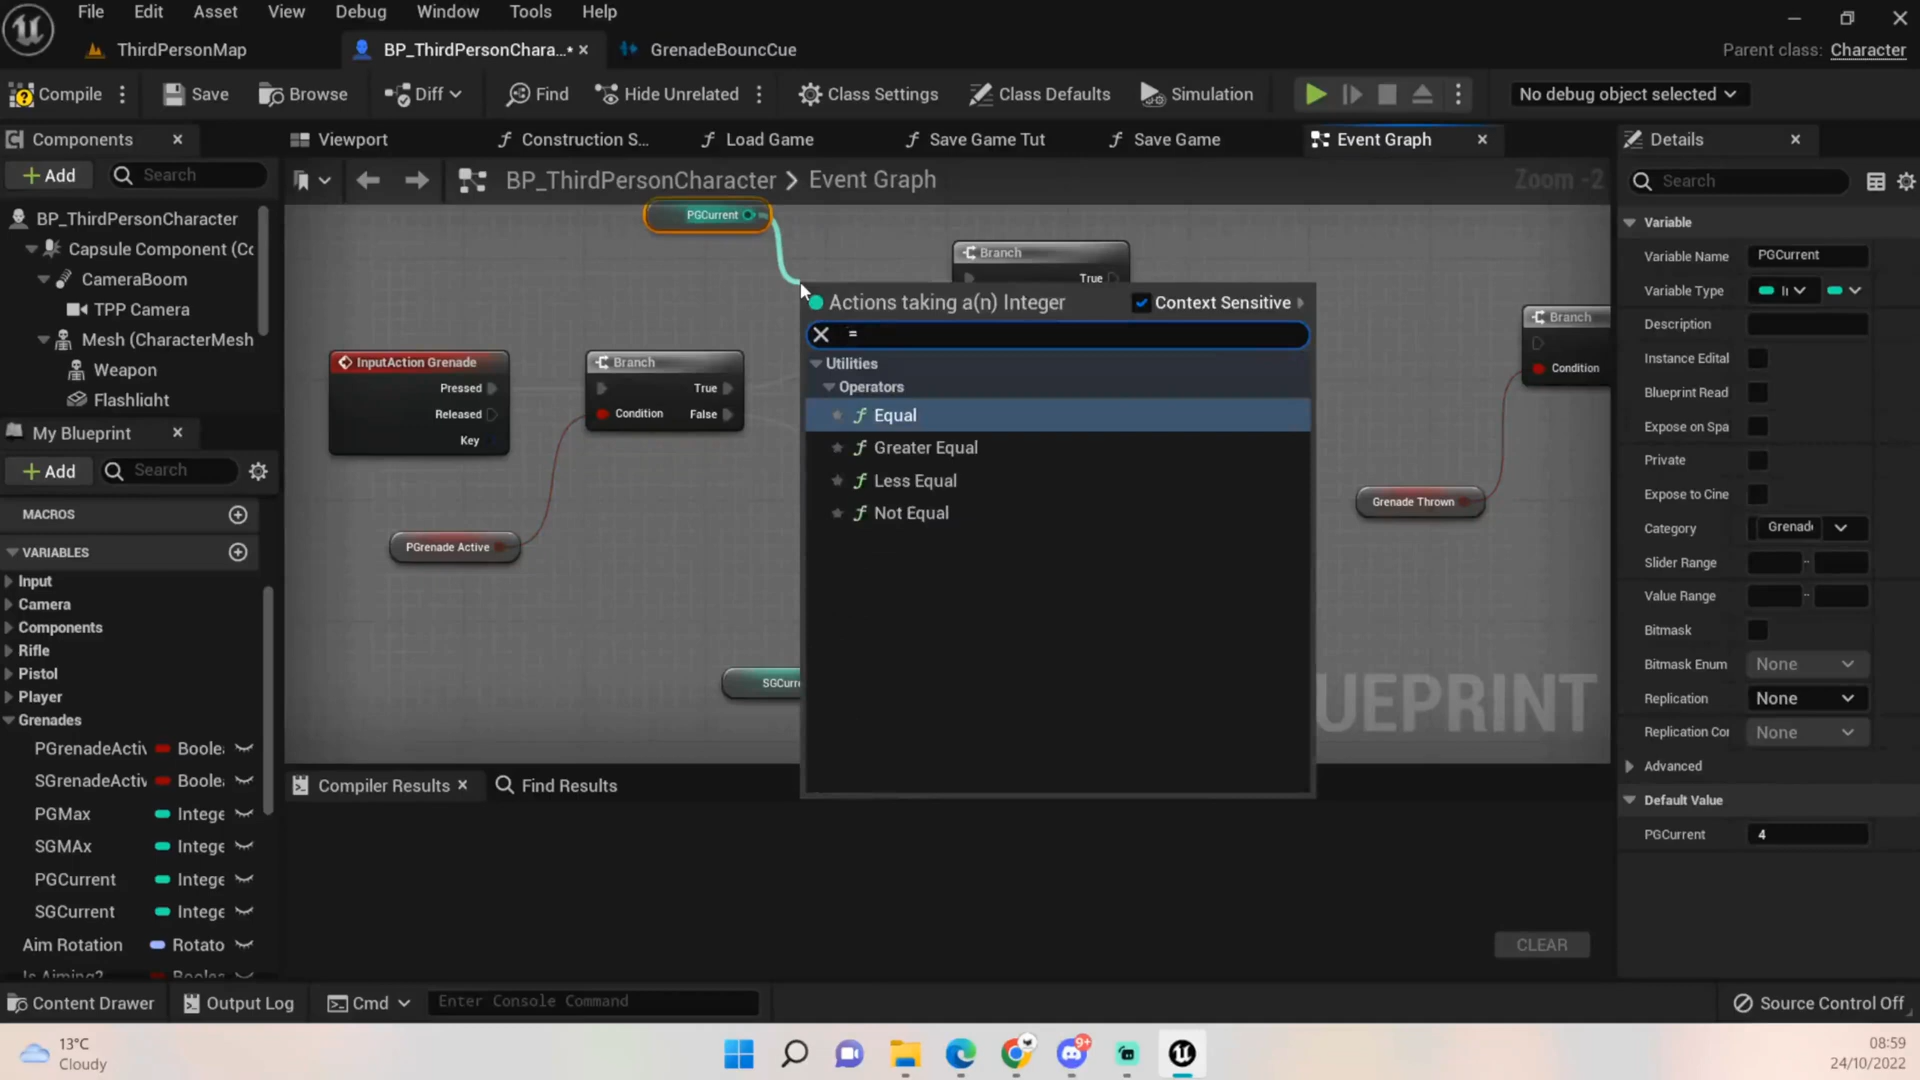 File Edit Asset View Debug Window Tools Help
ThirdPersonMap
BP_ThirdPersonChara...•
GrenadeBouncCue
Parent class: Character
Compile
Save
Browse
Diff
Find
Hide Unrelated
Class Settings
Class Defaults
Simulation
No debug object selected
Components
Viewport
Construction S...
Load Game
Save Game Tut
Save Game
Event Graph
Details
Add
Search
BP_ThirdPersonCharacter > Event Graph
Zoom -2
Search
BP_ThirdPersonCharacter
Capsule Component (Cc
CameraBoom
TPP Camera
Mesh (CharacterMesh
Weapon
Flashlight
My Blueprint
Add
Search
MACROS
VARIABLES
Input
Camera
Components
Rifle
Pistol
Player
Grenades
PGrenadeActiv Boole
SGrenadeActiv Boole
PGMax Intege
SGMAx Intege
PGCurrent Intege
SGCurrent Intege
Aim Rotation Rotato
Is Aiming? Boolea
PGCurrent
Branch
True
InputAction Grenade
Pressed
Released
Key
Branch
True
Condition
False
PGrenade Active
SGCurre
Branch
Condition
Grenade Thrown
UEPRINT
Actions taking a(n) Integer
Context Sensitive
=
Utilities
Operators
Equal
Greater Equal
Less Equal
Not Equal
Compiler Results
Find Results
CLEAR
Variable
Variable Name PGCurrent
Variable Type
Description
Instance Edital
Blueprint Read
Expose on Spa
Private
Expose to Cine
Category Grenad
Slider Range
Value Range
Bitmask
Bitmask Enum None
Replication None
Replication Cor None
Advanced
Default Value
PGCurrent 4
Content Drawer
Output Log
Cmd
Enter Console Command
Source Control Off
13°C
Cloudy
9+
08:59
24/10/2022